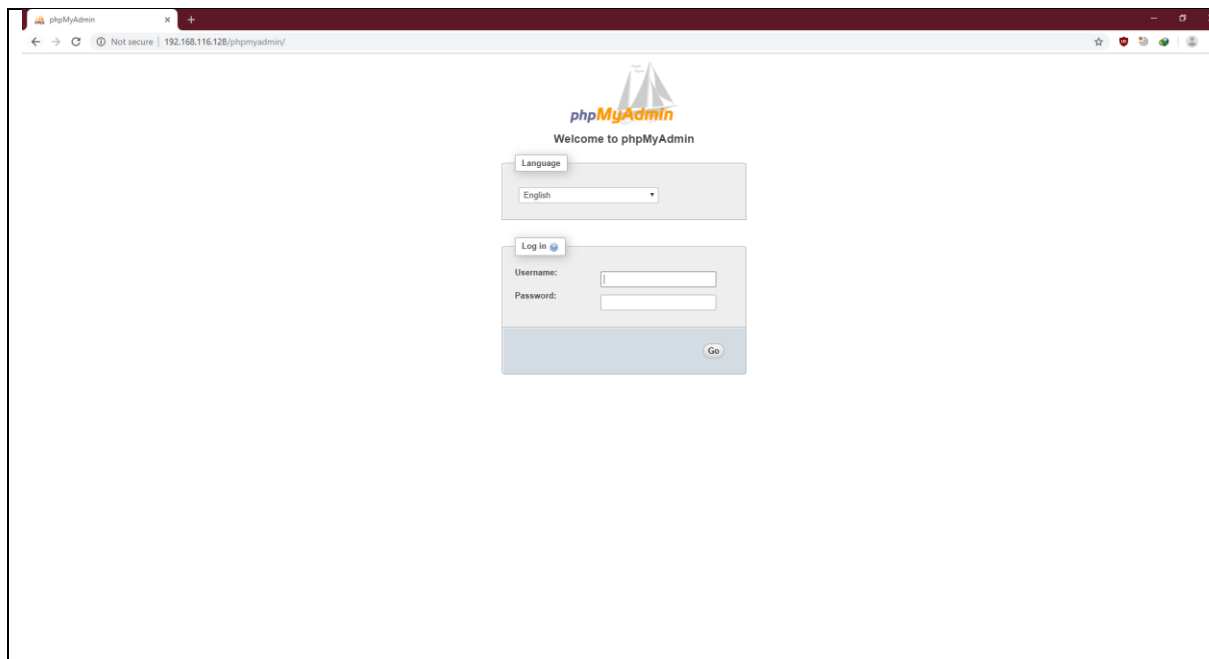 phpMyAdmin
Not secure | 192.168.116.128/phpmyadmin/
phpMyAdmin
Welcome to phpMyAdmin
Language
English
Log in
Username:
Password:
Go